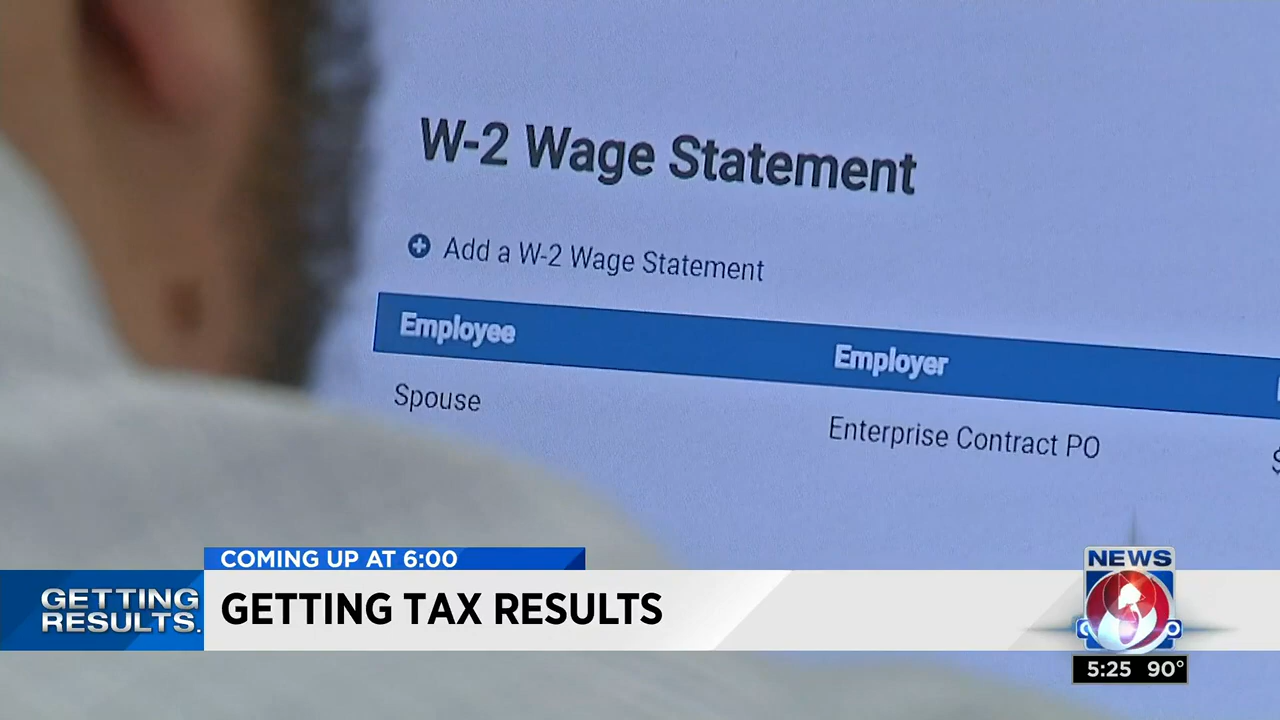 W-2 Wage Statement
Add a W-2 Wage Statement
Employee Employer
Spouse Enterprise Contract PO $
COMING UP AT 6:00
GETTING RESULTS.
GETTING TAX RESULTS
NEWS
5:25 90°